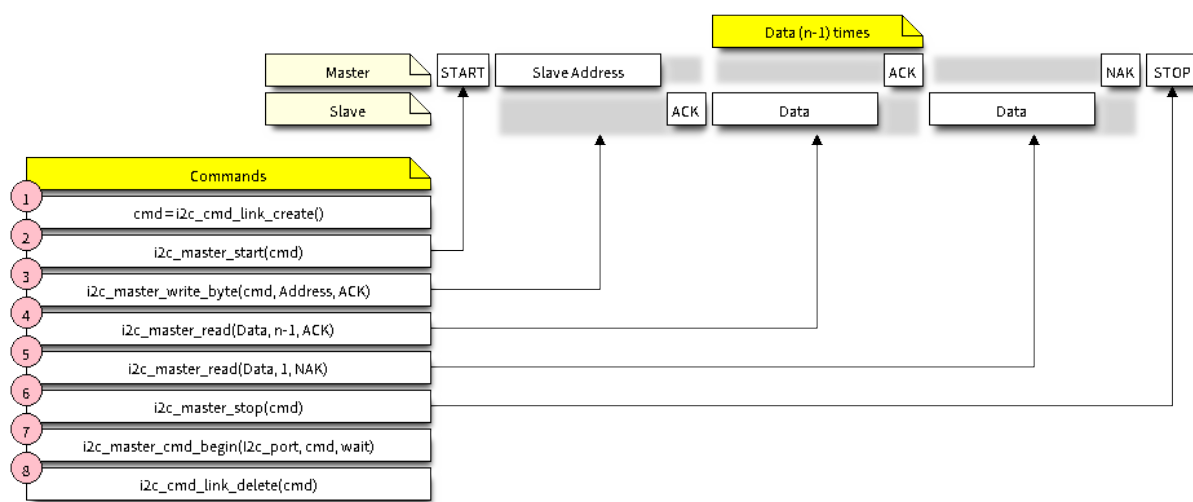 Data (n-1) times
Master
START
Slave Address
ACK
NAK
STOP
Slave
ACK
Data
Data
Commands
1
cmd = i2c_cmd_link_create()
2
i2c_master_start(cmd)
3
i2c_master_write_byte(cmd, Address, ACK)
4
i2c_master_read(Data, n-1, ACK)
5
i2c_master_read(Data, 1, NAK)
6
i2c_master_stop(cmd)
7
i2c_master_cmd_begin(I2c_port, cmd, wait)
8
i2c_cmd_link_delete(cmd)